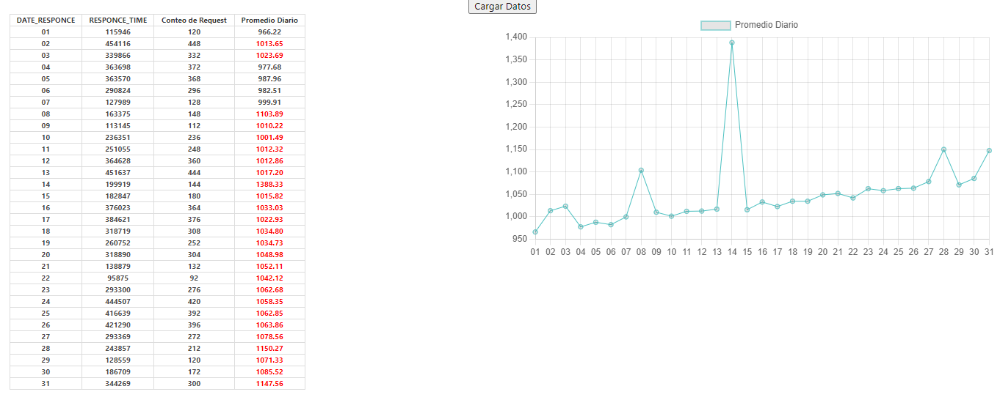 Cargar Datos
DATE_RESPONCE RESPONCE_TIME Conteo de Request Promedio Diario
01 115946 120 966.22
02 454116 448 1013.65
03 339866 332 1023.69
04 363698 372 977.68
05 363570 368 987.96
06 290824 296 982.51
07 127989 128 999.91
08 163375 148 1103.89
09 113145 112 1010.22
10 236351 236 1001.49
11 251055 248 1012.32
12 364628 360 1012.86
13 451637 444 1017.20
14 199919 144 1388.33
15 182847 180 1015.82
16 376023 364 1033.03
17 384621 376 1022.93
18 318719 308 1034.80
19 260752 252 1034.73
20 318890 304 1048.98
21 138879 132 1052.11
22 95875 92 1042.12
23 293300 276 1062.68
24 444507 420 1058.35
25 416639 392 1062.85
26 421290 396 1063.86
27 293369 272 1078.56
28 243857 212 1150.27
29 128559 120 1071.33
30 186709 172 1085.52
31 344269 300 1147.56
Promedio Diario
1,400
1,350
1,300
1,250
1,200
1,150
1,100
1,050
1,000
950
01 02 03 04 05 06 07 08 09 10 11 12 13 14 15 16 17 18 19 20 21 22 23 24 25 26 27 28 29 30 31